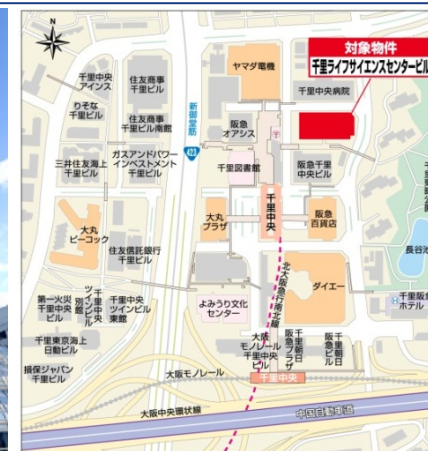 N
対象物件
千里ライフサイエンスセンタービル
ヤマダ電機
千里中央
アインス
住友商事
千里ビル
千里中央病院
りそな
千里ビル
住友商事
千里ビル南館
新御堂筋
阪急
オアシス
423
三井住友海上
千里ビル
ガスアンドパワー
インベストメント
千里ビル
千里図書館
阪急千里
中央ビル
大丸
ピーコック
大丸
プラザ
千里中央
阪急
百貨店
住友信託銀行
千里ビル
長谷池
北大阪急行南北線
ダイエー
第一火災
千里中央
ビル
千里中央
ツインビル
別館
千里中央
ツインビル
東館
よみうり文化
センター
千里阪急
ホテル
千里東京海上
日動ビル
大阪
モノレール
千里中央
ビル
千里朝日
阪急プラザ
千里朝日
阪急ビル
損保ジャパン
千里ビル
大阪モノレール
千里中央
大阪中央環状線
中国自動車道